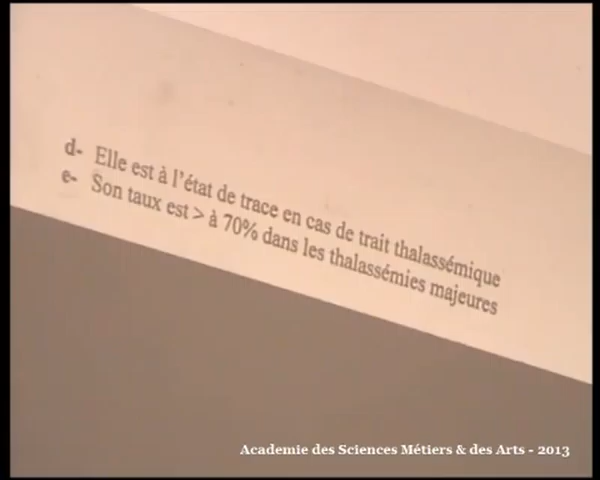 d- Elle est à l'état de trace en cas de trait thalassémique
e- Son taux est > à 70% dans les thalassémies majeures
Academie des Sciences Métiers & des Arts - 2013